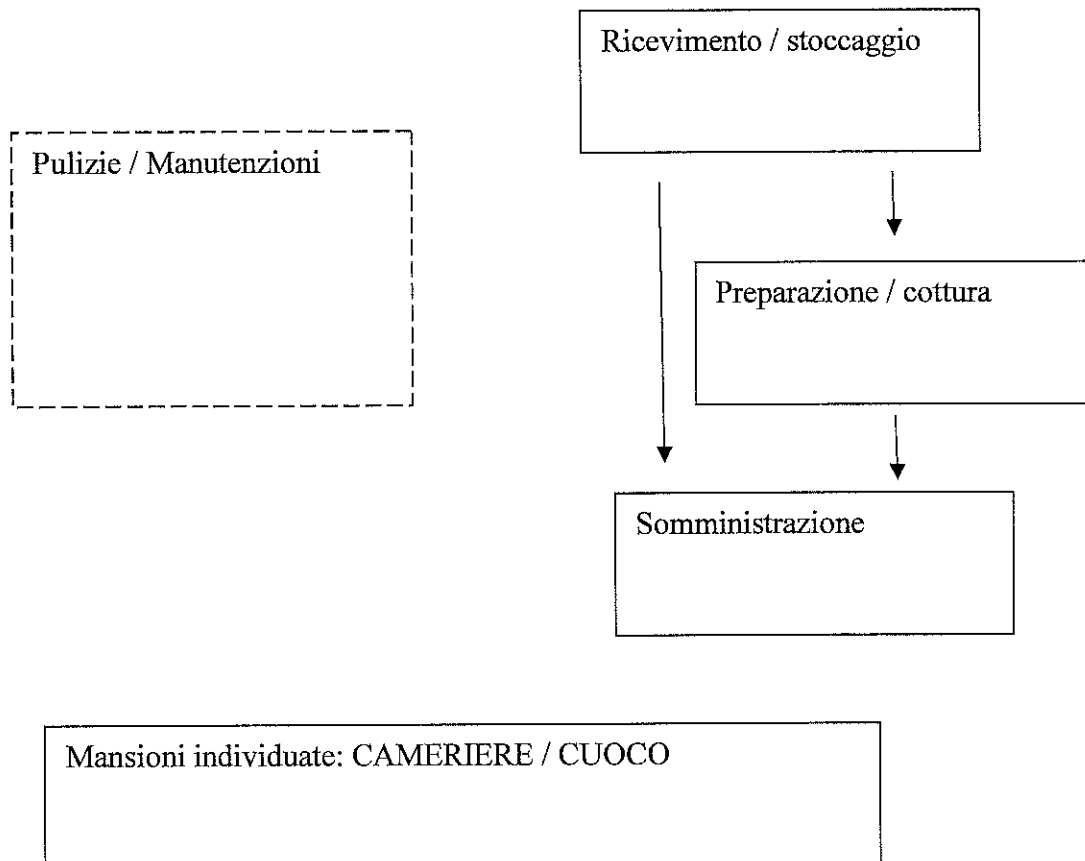 Ricevimento / stoccaggio
Pulizie / Manutenzioni
Preparazione / cottura
Somministrazione
Mansioni individuate: CAMERIERE / CUOCO